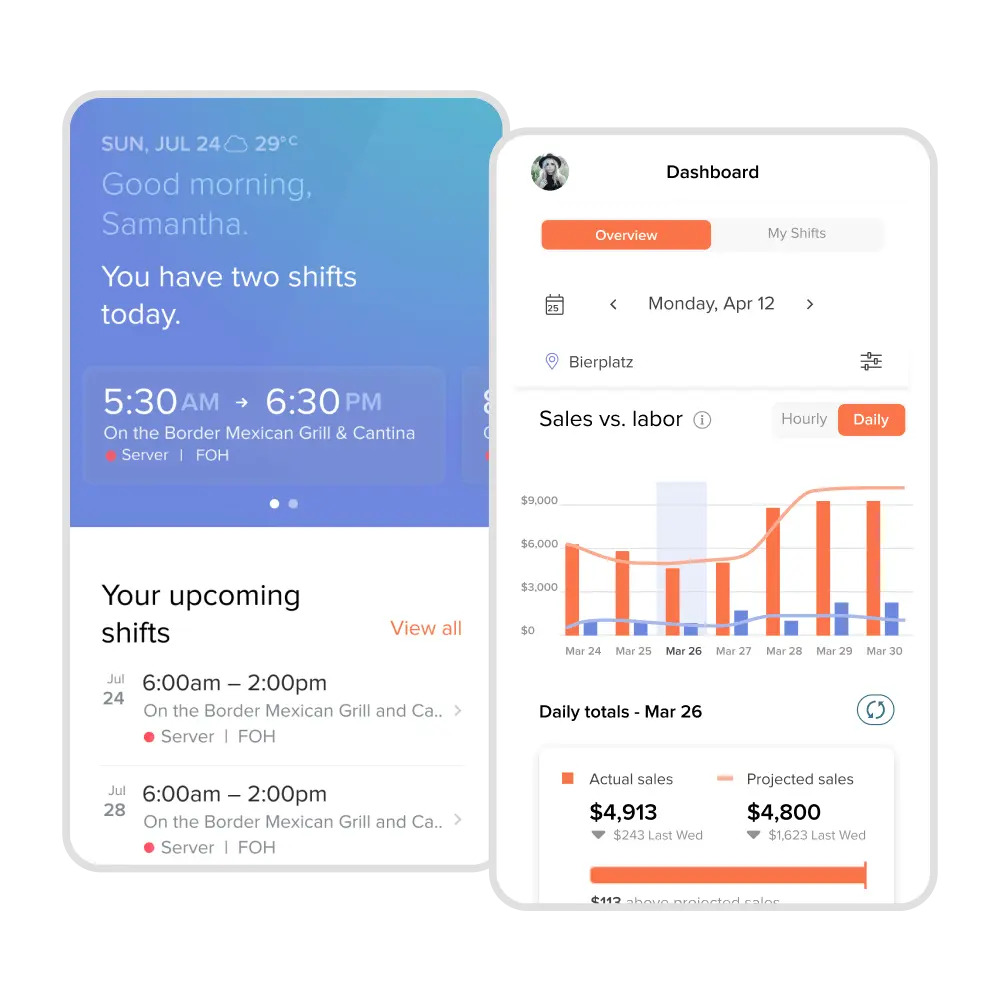 SUN, JUL 24 29°C
Good morning,
Samantha.
You have two shifts
today.
5:30 AM → 6:30 PM
On the Border Mexican Grill & Cantina
Server | FOH
Your upcoming
shifts
View all
Jul
24
6:00am – 2:00pm
On the Border Mexican Grill and Ca..
Server | FOH
Jul
28
6:00am – 2:00pm
On the Border Mexican Grill and Ca..
Server | FOH
Dashboard
Overview My Shifts
25 < Monday, Apr 12 >
Bierplatz
Sales vs. labor i Hourly Daily
$9,000
$6,000
$3,000
$0
Mar 24 Mar 25 Mar 26 Mar 27 Mar 28 Mar 29 Mar 30
Daily totals - Mar 26
Actual sales Projected sales
$4,913 $4,800
$243 Last Wed $1,623 Last Wed
$113 above projected sales